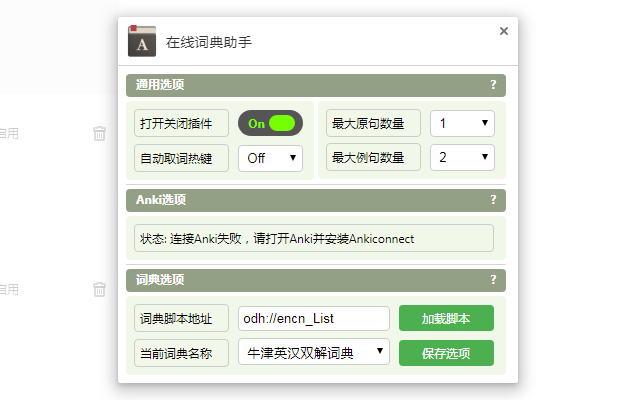 A
在线词典助手
×
通用选项 ?
打开关闭插件 On 最大原句数量 1
启用
自动取词热键 Off 最大例句数量 2
Anki选项 ?
状态: 连接Anki失败，请打开Anki并安装Ankiconnect
词典选项 ?
启用
词典脚本地址 odh://encn_List 加载脚本
当前词典名称 牛津英汉双解词典 保存选项